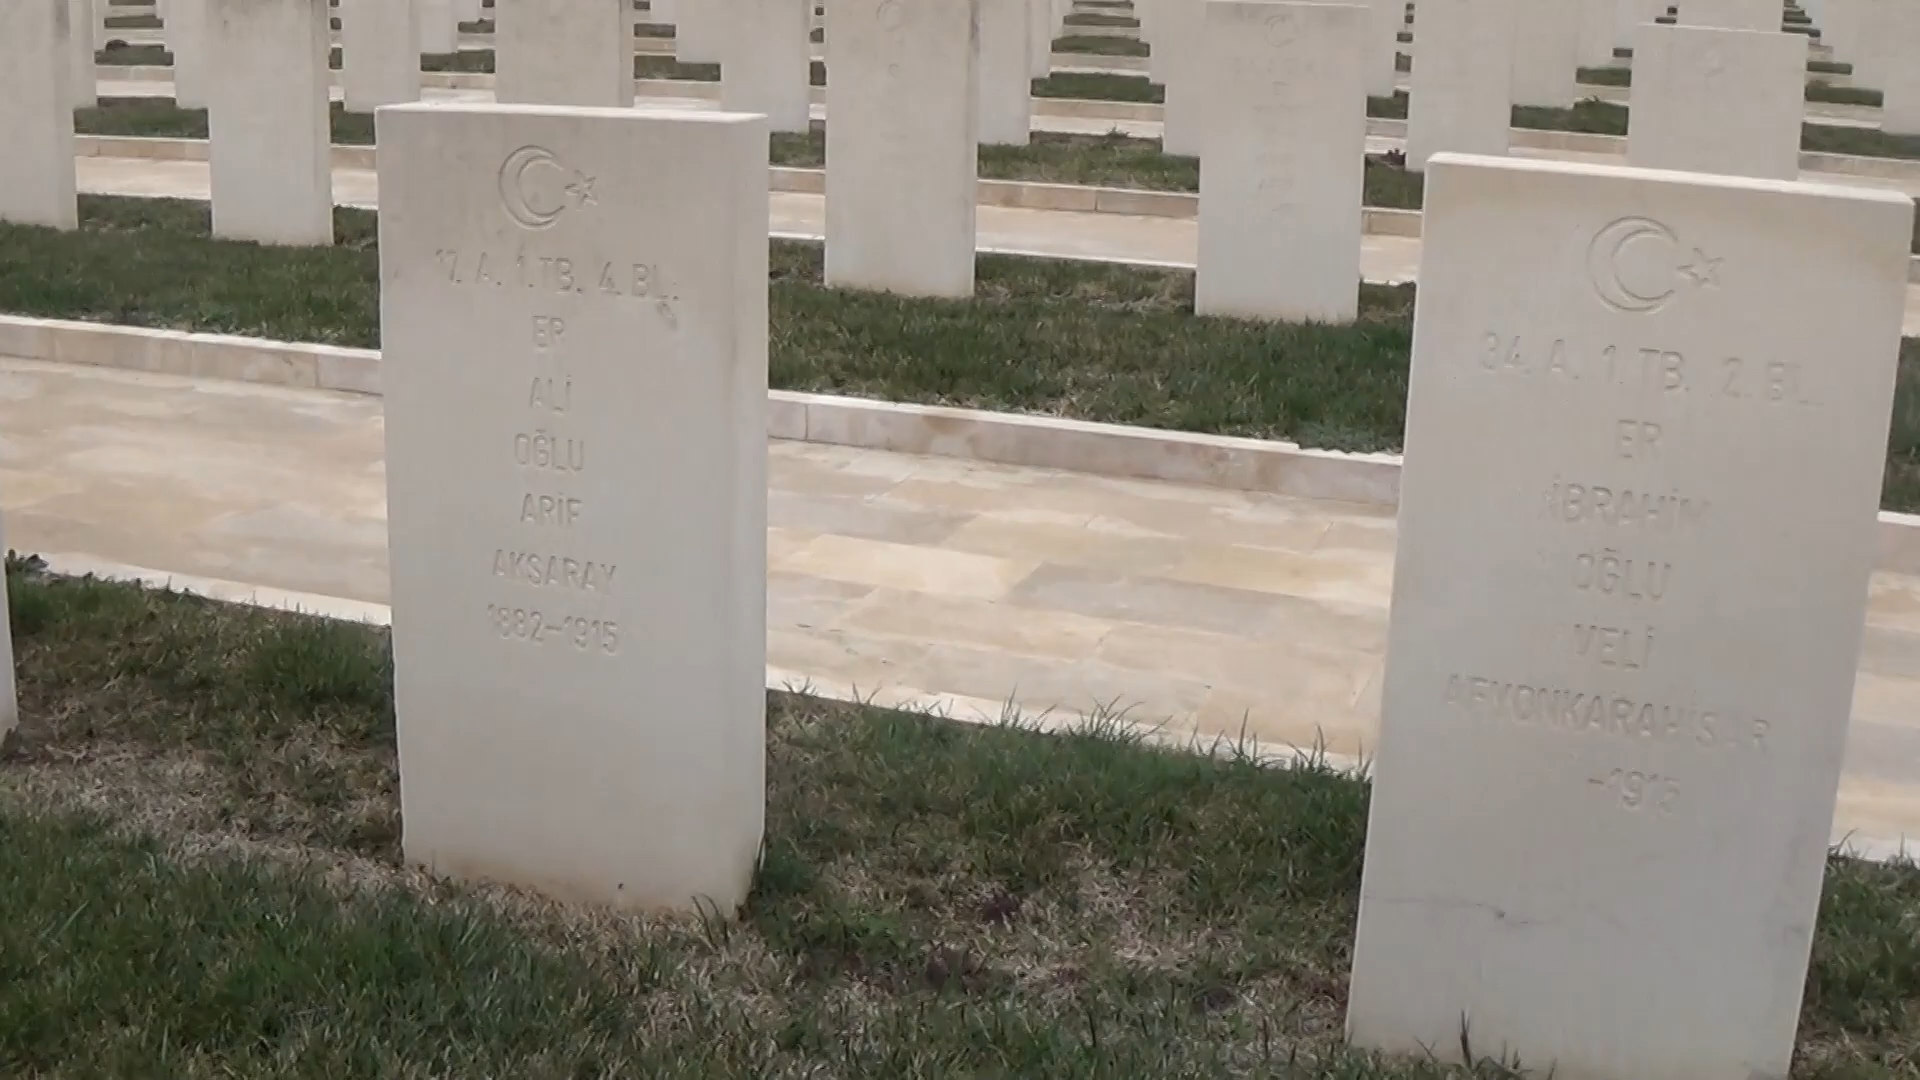 17. A. 1. TB. 4. BL.
ER
ALİ
OĞLU
ARİF
AKSARAY
1882-1915
34. A. 1. TB. 2. BL.
ER
İBRAHİM
OĞLU
VELİ
AFYONKARAHİSAR
-1915